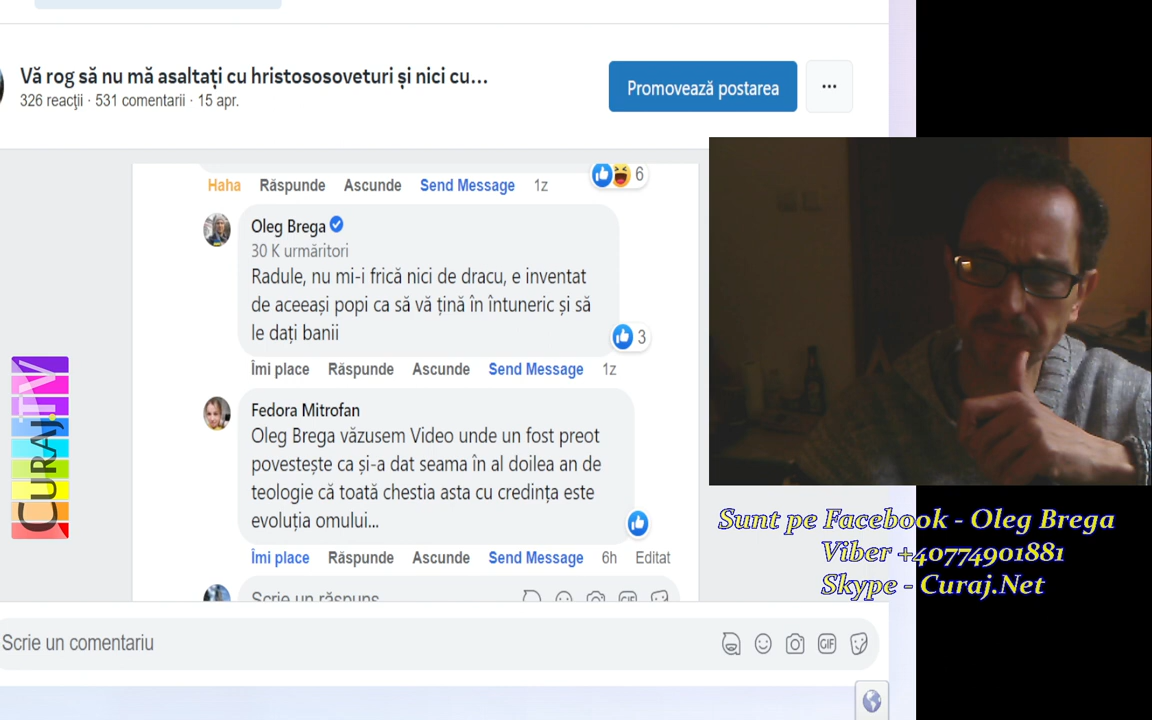 Vă rog să nu mă asaltați cu hristososoveturi și nici cu...
326 reacţii · 531 comentarii · 15 apr.
Promovează postarea
Haha Răspunde Ascunde Send Message 1z
6
Oleg Brega
30 K urmăritori
Radule, nu mi-i frică nici de dracu, e inventat
de aceeași popi ca să vă țină în întuneric și să
le dați banii
3
Îmi place Răspunde Ascunde Send Message 1z
Fedora Mitrofan
Oleg Brega văzusem Video unde un fost preot
povestește ca și-a dat seama în al doilea an de
teologie că toată chestia asta cu credința este
evoluția omului...
Îmi place Răspunde Ascunde Send Message 6h Editat
Scrie un răspuns
GIF
Scrie un comentariu
GIF
CURAJ.TV
Sunt pe Facebook - Oleg Brega
Viber +40774901881
Skype - Curaj.Net